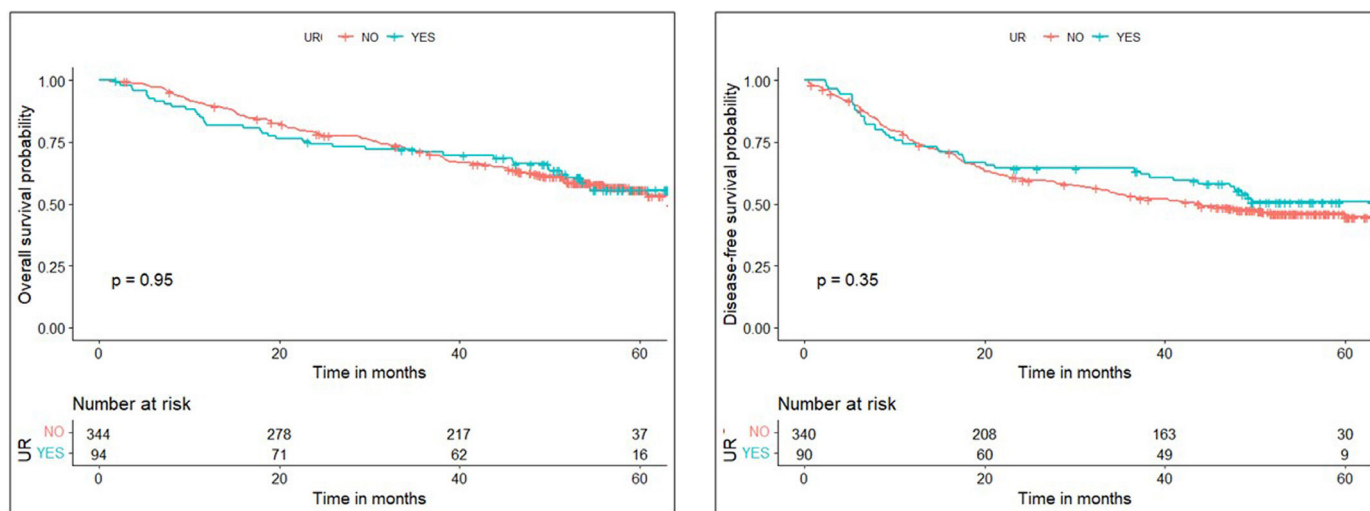 UR NO YES
Overall survival probability
1.00
0.75
0.50
0.25
0.00
p = 0.95
0 20 40 60
Time in months
Number at risk
UR
NO 344 278 217 37
YES 94 71 62 16
0 20 40 60
Time in months
UR NO YES
Disease-free survival probability
1.00
0.75
0.50
0.25
0.00
p = 0.35
0 20 40 60
Time in months
Number at risk
UR
NO 340 208 163 30
YES 90 60 49 9
0 20 40 60
Time in months